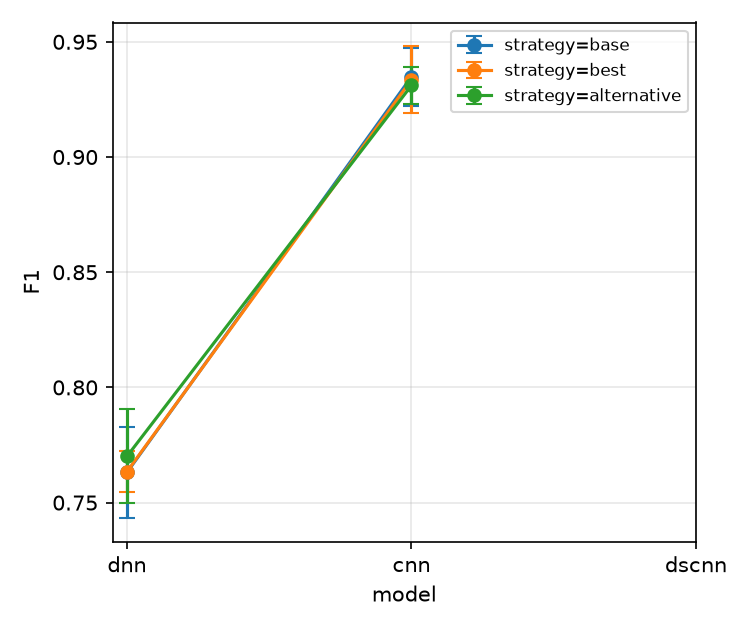 0.95
0.90
0.85
0.80
0.75
F1
dnn
cnn
dscnn
model
strategy=base
strategy=best
strategy=alternative